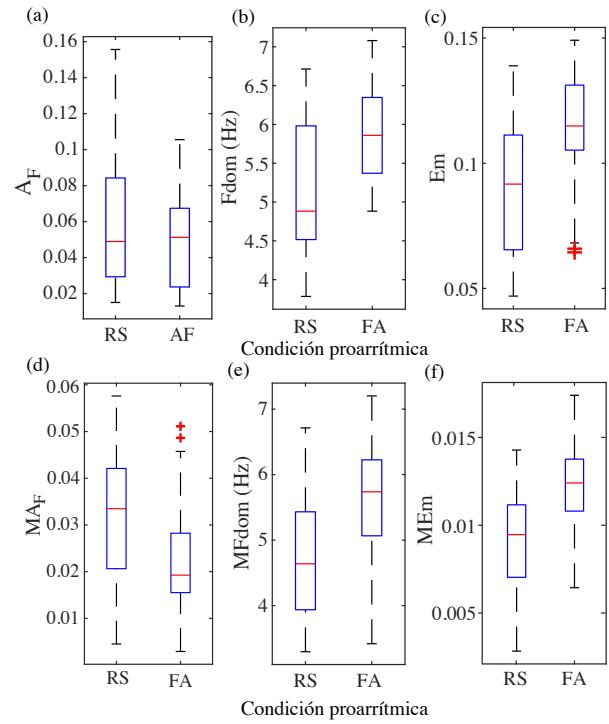 (a)
0.16
0.14
0.12
0.1
0.08
0.06
0.04
0.02
A_F
RS AF
(b)
7
6.5
6
5.5
5
4.5
4
Fdom (Hz)
RS FA
(c)
0.15
0.1
0.05
Em
RS FA
Condición proarrítmica
(d)
0.06
0.05
0.04
0.03
0.02
0.01
MA_F
RS FA
(e)
7
6
5
4
MFdom (Hz)
RS FA
(f)
0.015
0.01
0.005
MEm
RS FA
Condición proarrítmica